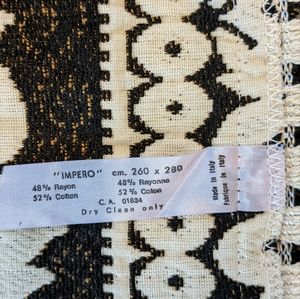 "IMPERO" cm. 260 x 280
48% Rayon 48% Rayonne
52% Cotton 52% Coton
C.A. 01834
Dry Clean only
Made in Italy
Fabriqué en Italy